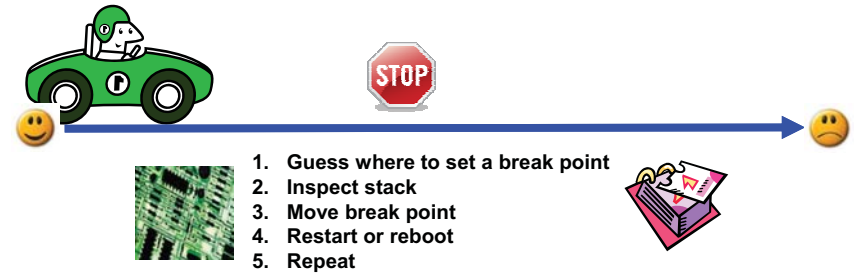 1
STOP
1. Guess where to set a break point
2. Inspect stack
3. Move break point
4. Restart or reboot
5. Repeat